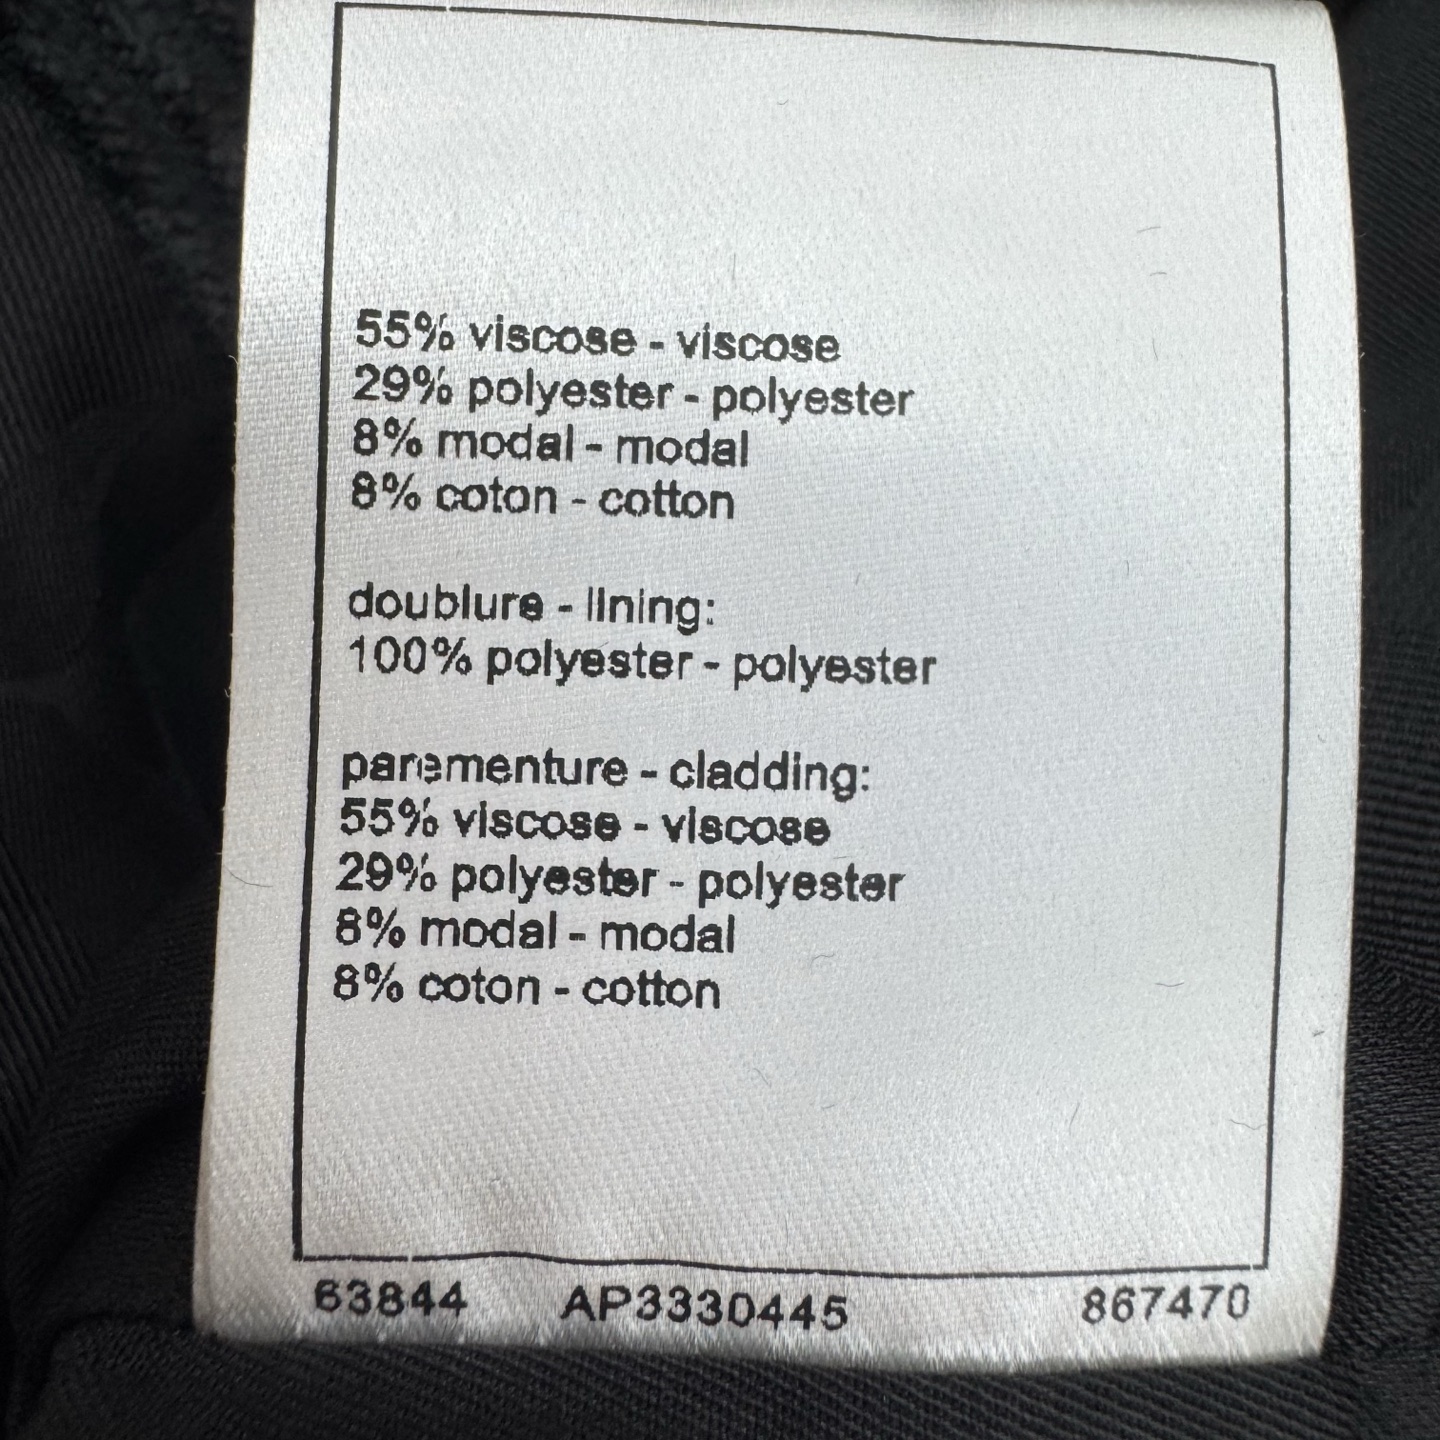 55% viscose - viscose
29% polyester - polyester
8% modal - modal
8% coton - cotton
doublure - lining:
100% polyester - polyester
parementure - cladding:
55% viscose - viscose
29% polyester - polyester
8% modal - modal
8% coton - cotton
63844 AP3330445 867470